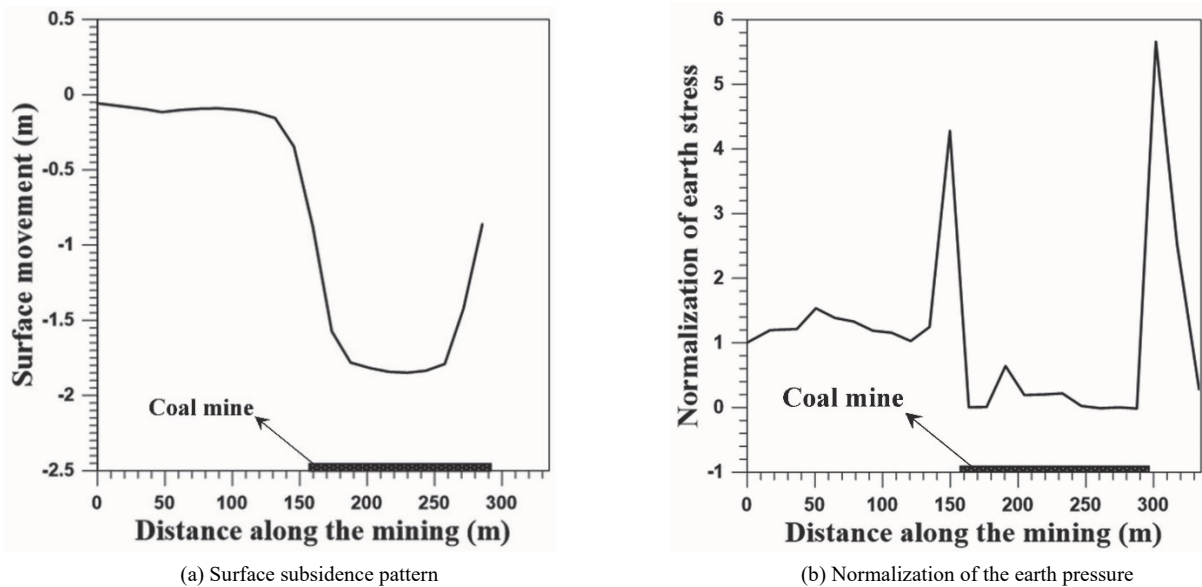 Surface movement (m)
0.5
0
-0.5
-1
-1.5
-2
-2.5
Coal mine
0 50 100 150 200 250 300
Distance along the mining (m)
(a) Surface subsidence pattern
Normalization of earth stress
6
5
4
3
2
1
0
-1
Coal mine
0 50 100 150 200 250 300
Distance along the mining (m)
(b) Normalization of the earth pressure